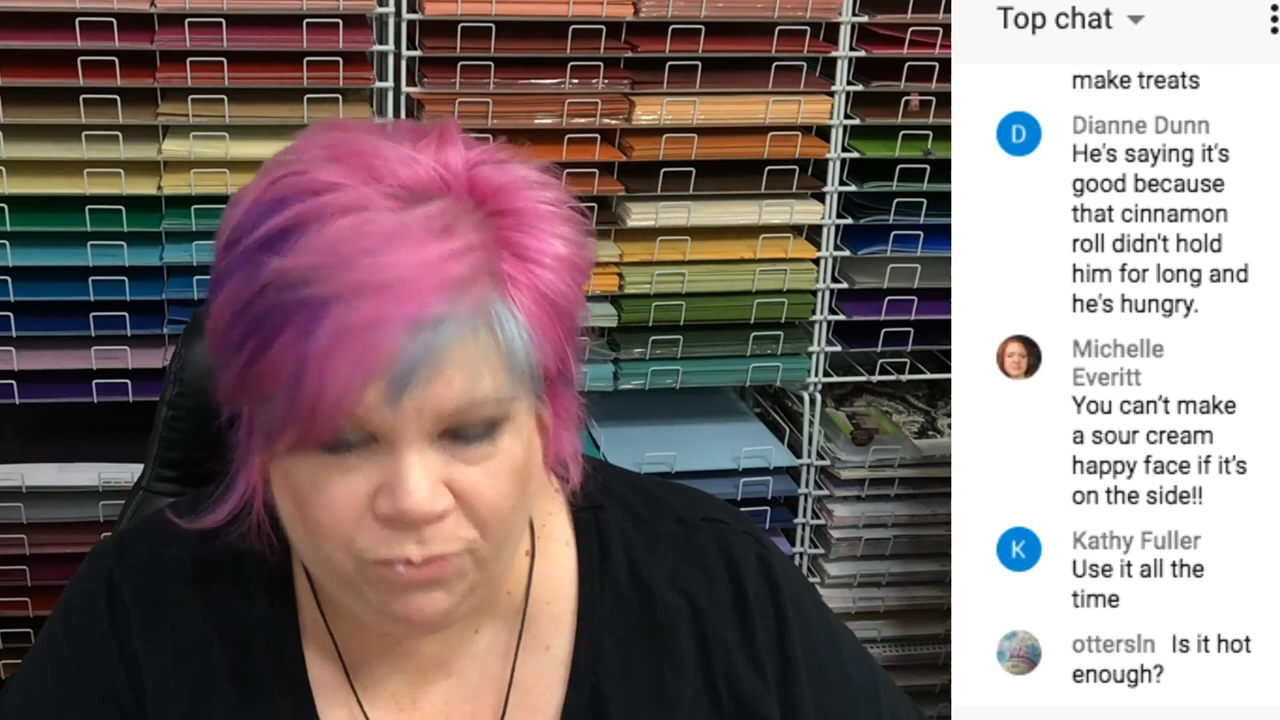 Top chat
make treats
D
Dianne Dunn
He's saying it's
good because
that cinnamon
roll didn't hold
him for long and
he's hungry.
Michelle
Everitt
You can't make
a sour cream
happy face if it's
on the side!!
K
Kathy Fuller
Use it all the
time
ottersln Is it hot
enough?